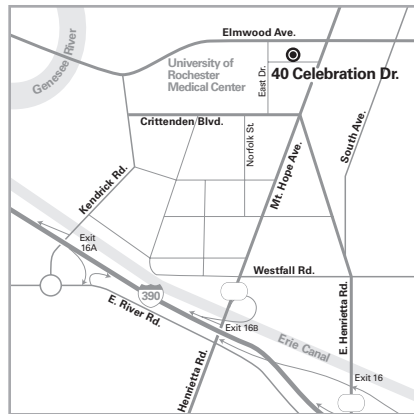 Elmwood Ave.
Genesee River
University of
Rochester
Medical Center
East Dr.
40 Celebration Dr.
Crittenden Blvd.
Norfolk St.
Mt. Hope Ave.
South Ave.
Kendrick Rd.
Exit
16A
Westfall Rd.
390
E. River Rd.
Exit 16B
Erie Canal
E. Henrietta Rd.
Exit 16
Henrietta Rd.